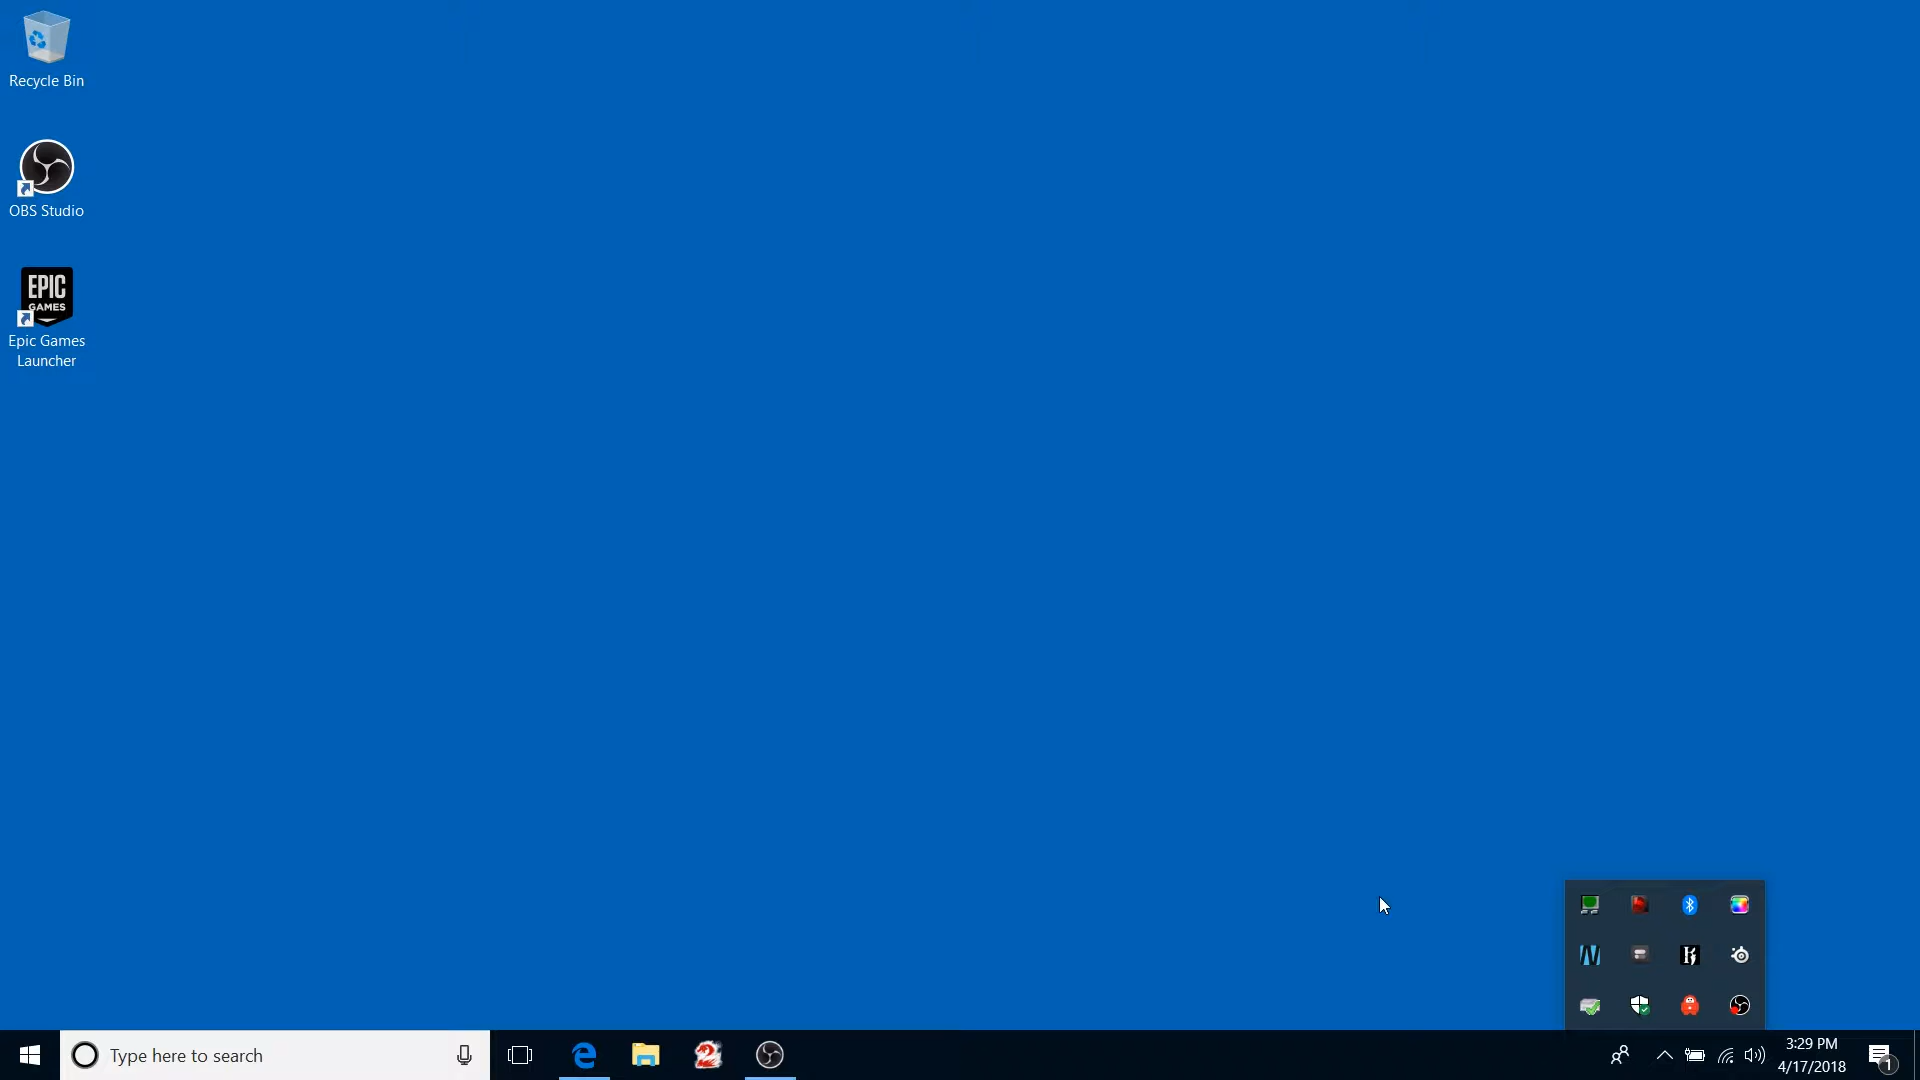 Recycle Bin
OBS Studio
EPIC
GAMES
Epic Games
Launcher
Type here to search
3:29 PM
4/17/2018
1